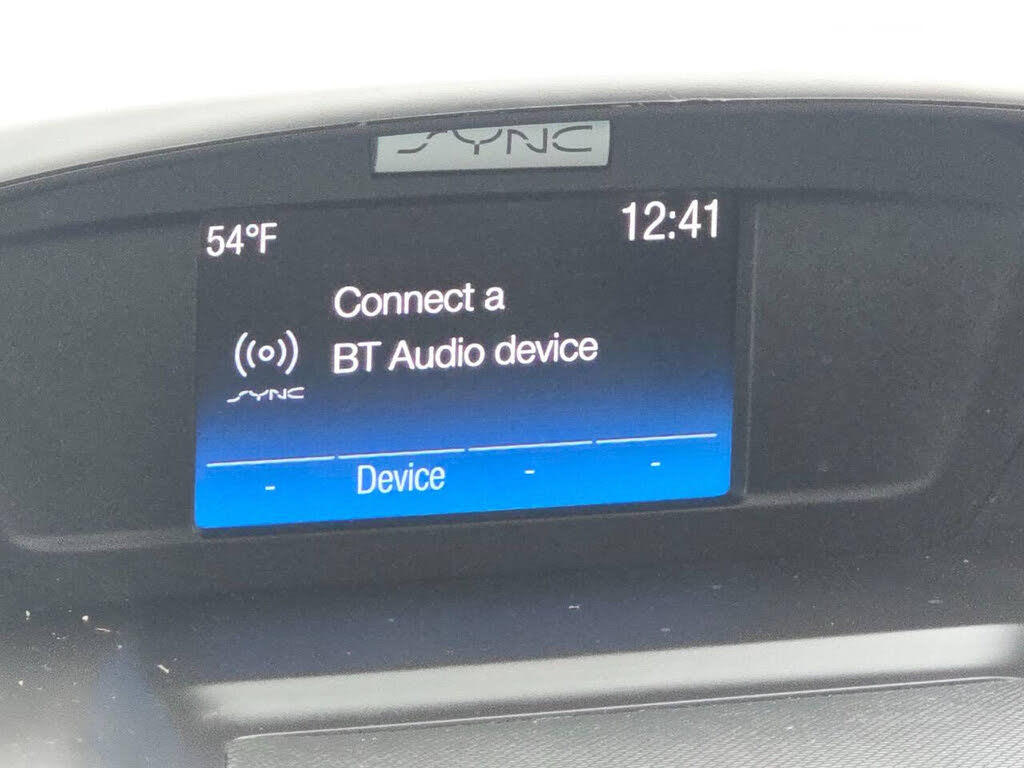 SYNC
54°F
12:41
Connect a
BT Audio device
SYNC
- Device - -